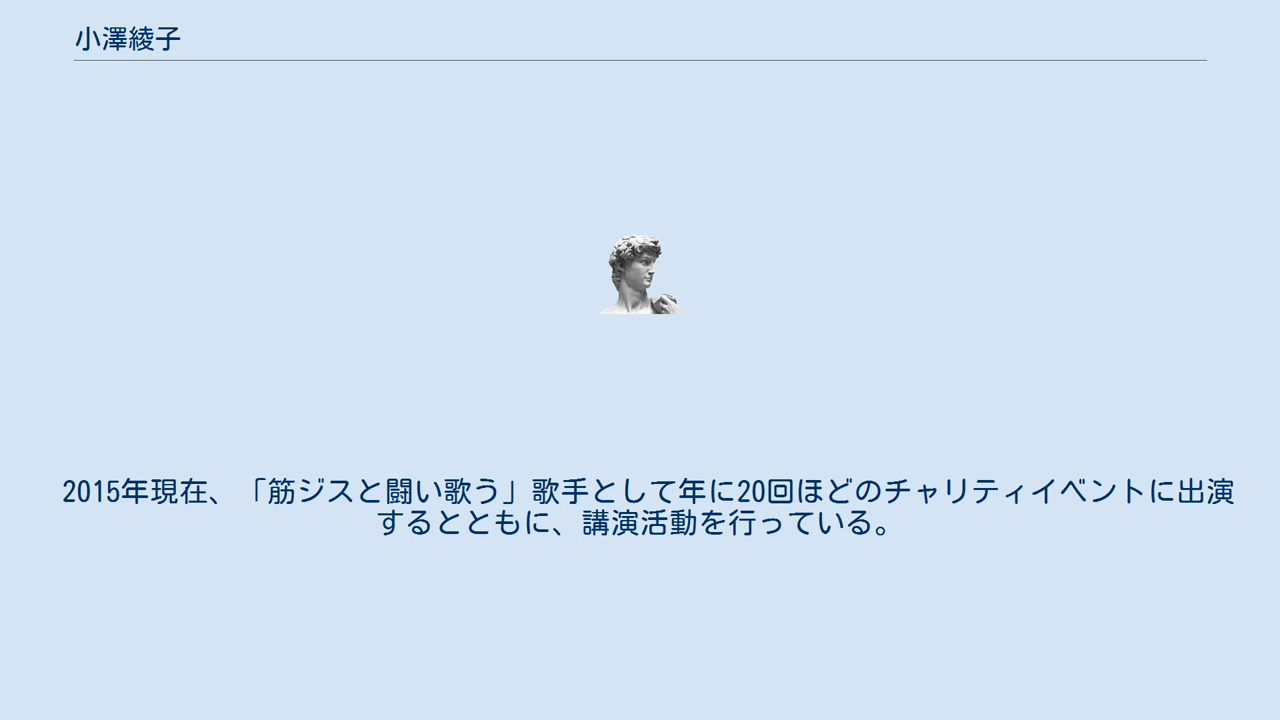 小澤綾子
2015年現在、「筋ジスと闘い歌う」歌手として年に20回ほどのチャリティイベントに出演
するとともに、講演活動を行っている。